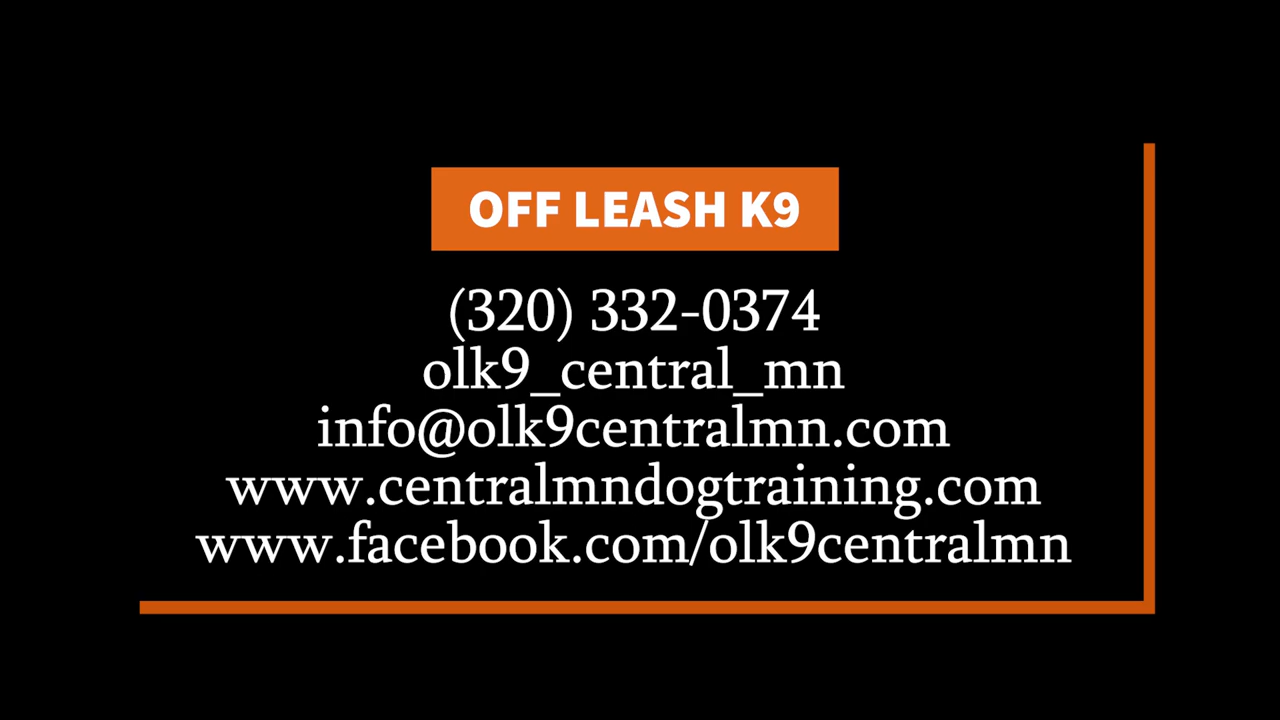 OFF LEASH K9
(320) 332-0374
olk9_central_mn
info@olk9centralmn.com
www.centralmndogtraining.com
www.facebook.com/olk9centralmn